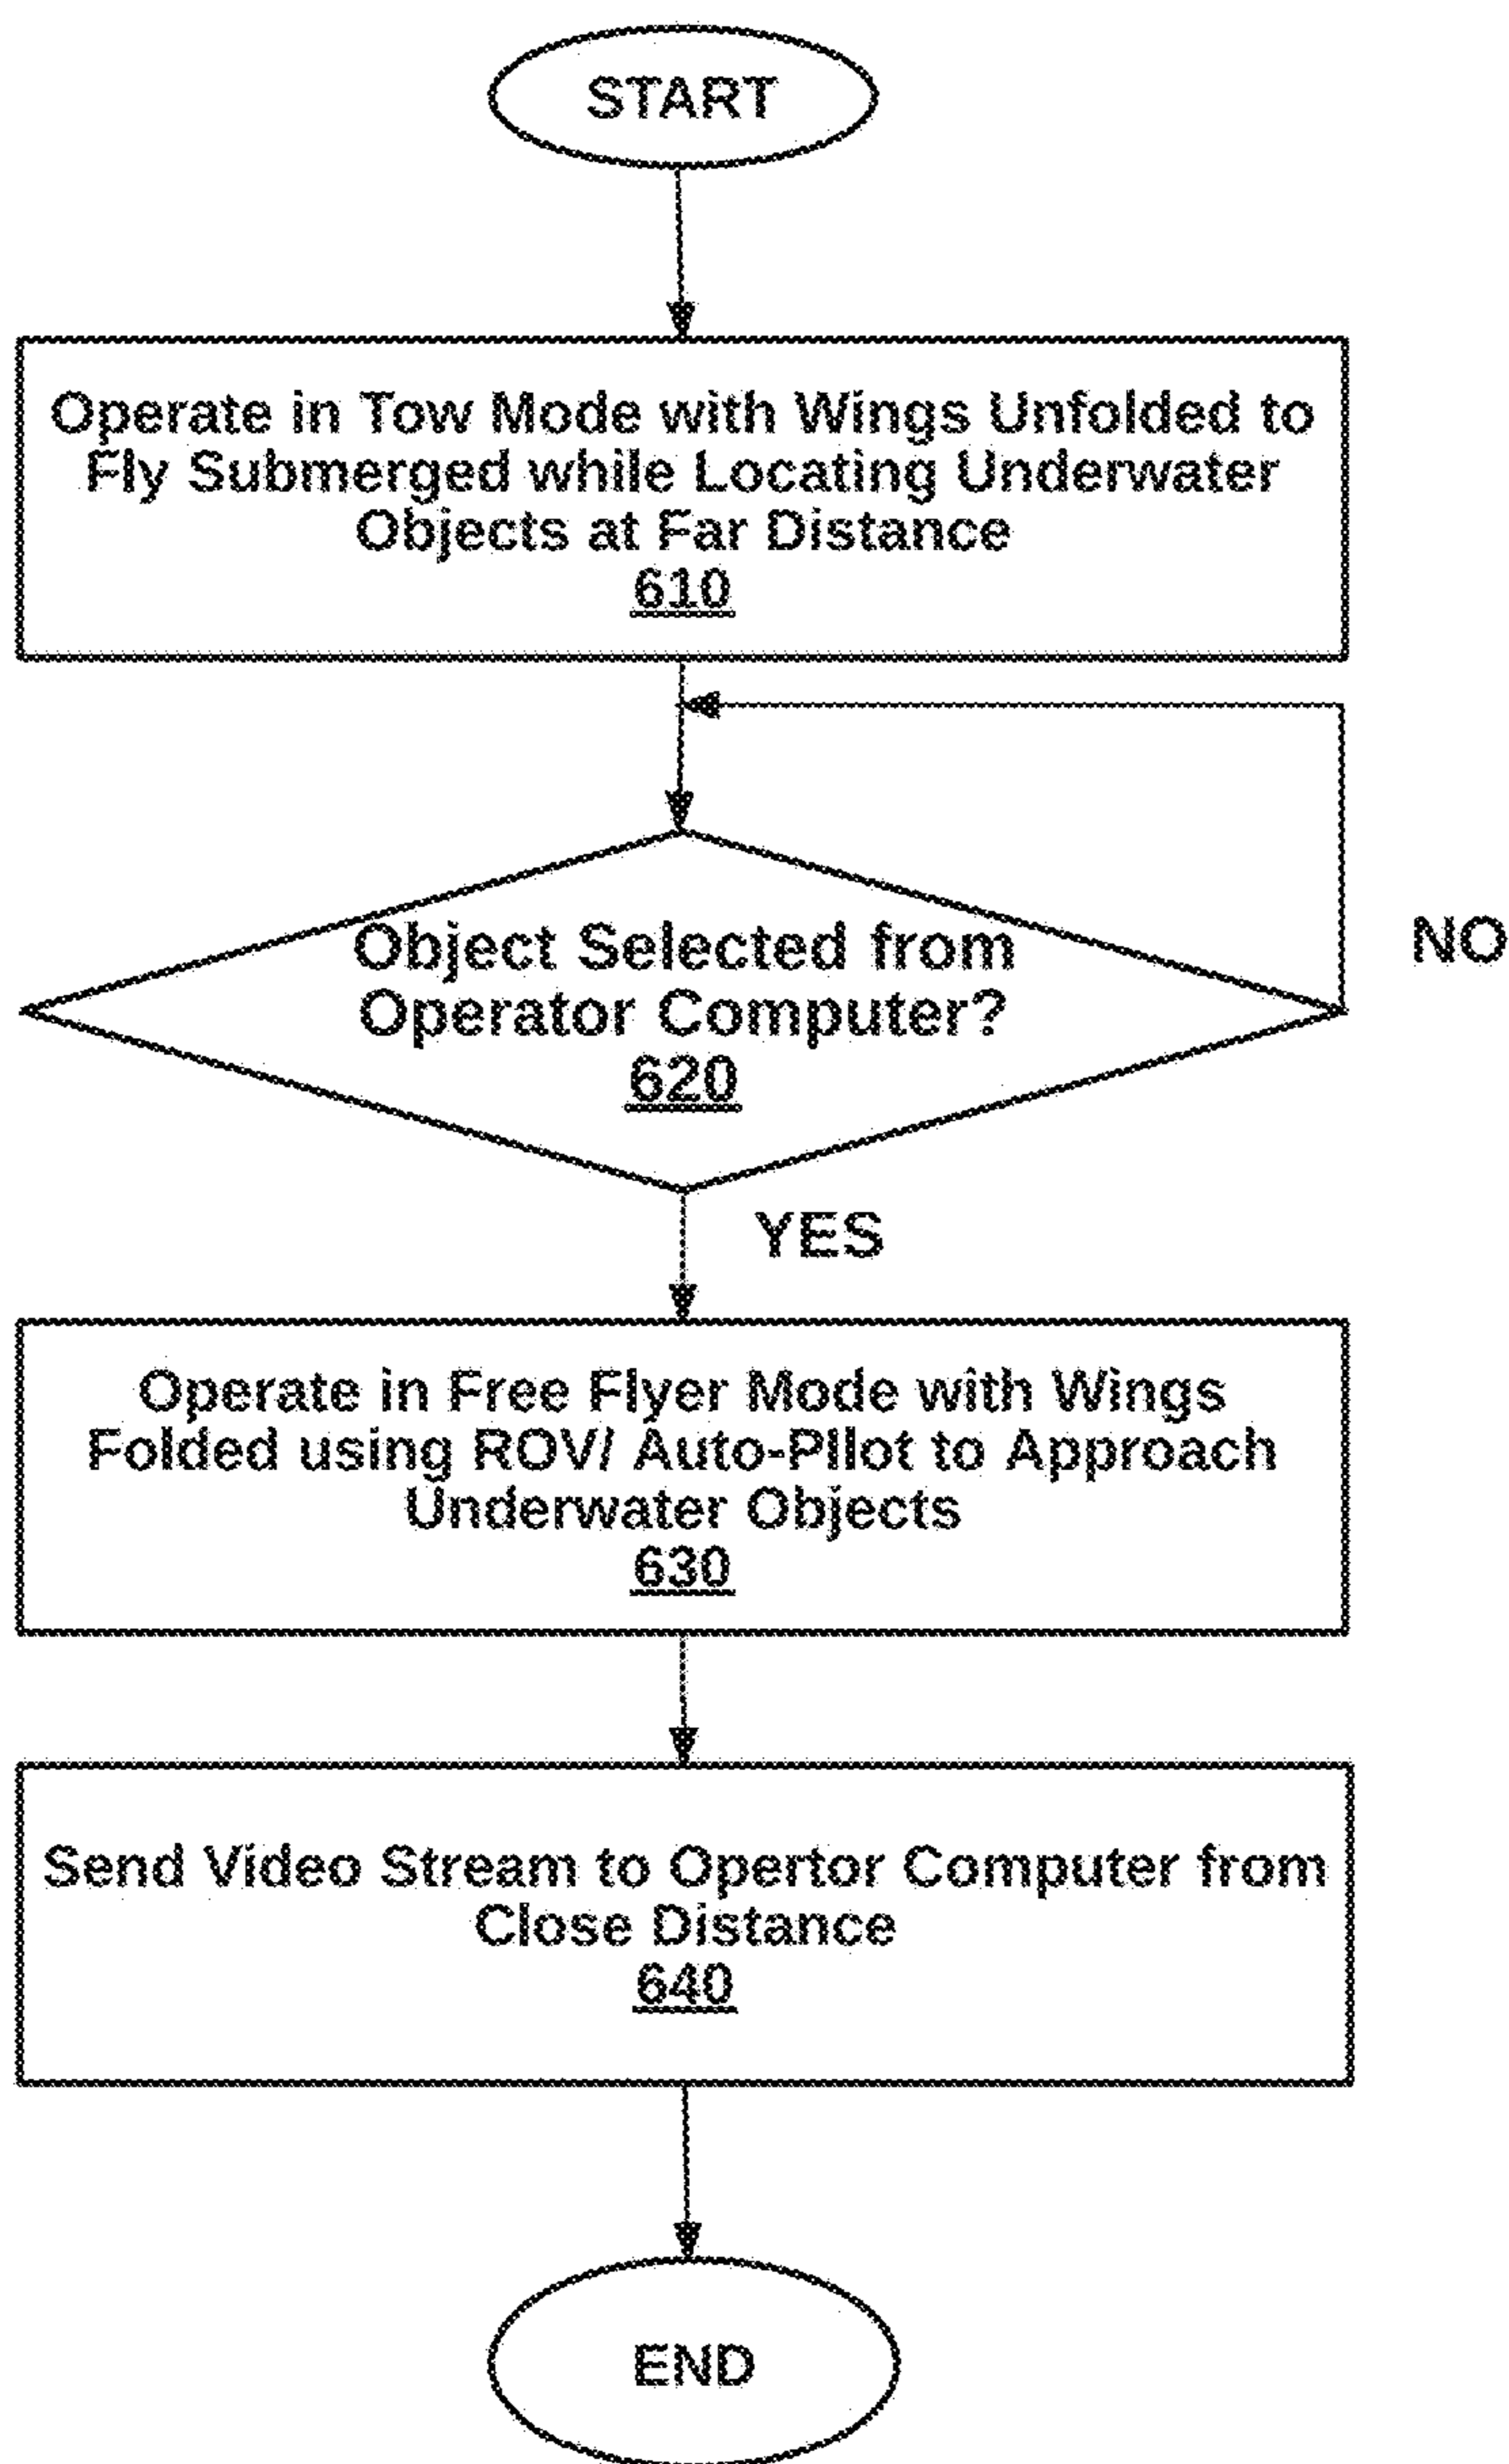 START
Operate in Tow Mode with Wings Unfolded to
Fly Submerged while Locating Underwater
Objects at Far Distance
610
Object Selected from
Operator Computer?
620
NO
YES
Operate in Free Flyer Mode with Wings
Folded using ROV/ Auto-PIlot to Approach
Underwater Objects
630
Send Video Stream to Opertor Computer from
Close Distance
640
END